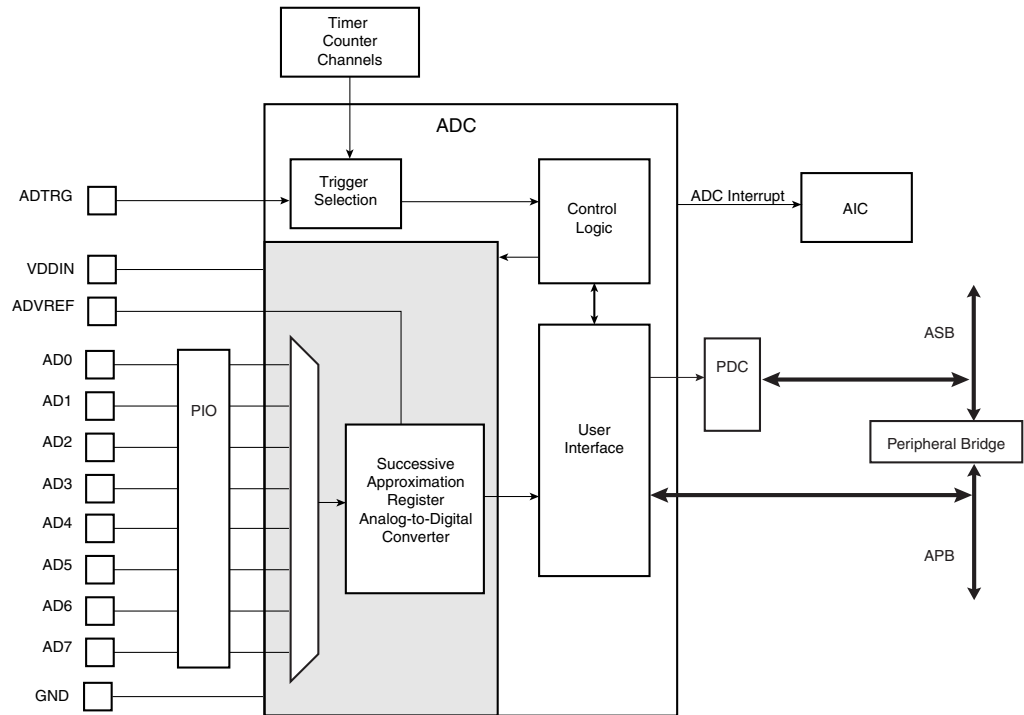 Timer
Counter
Channels
ADC
ADTRG
Trigger
Selection
Control
Logic
ADC Interrupt
AIC
VDDIN
ADVREF
ASB
AD0
PDC
AD1
PIO
AD2
User
Interface
Peripheral Bridge
Successive
Approximation
Register
Analog-to-Digital
Converter
AD3
AD4
APB
AD5
AD6
AD7
GND